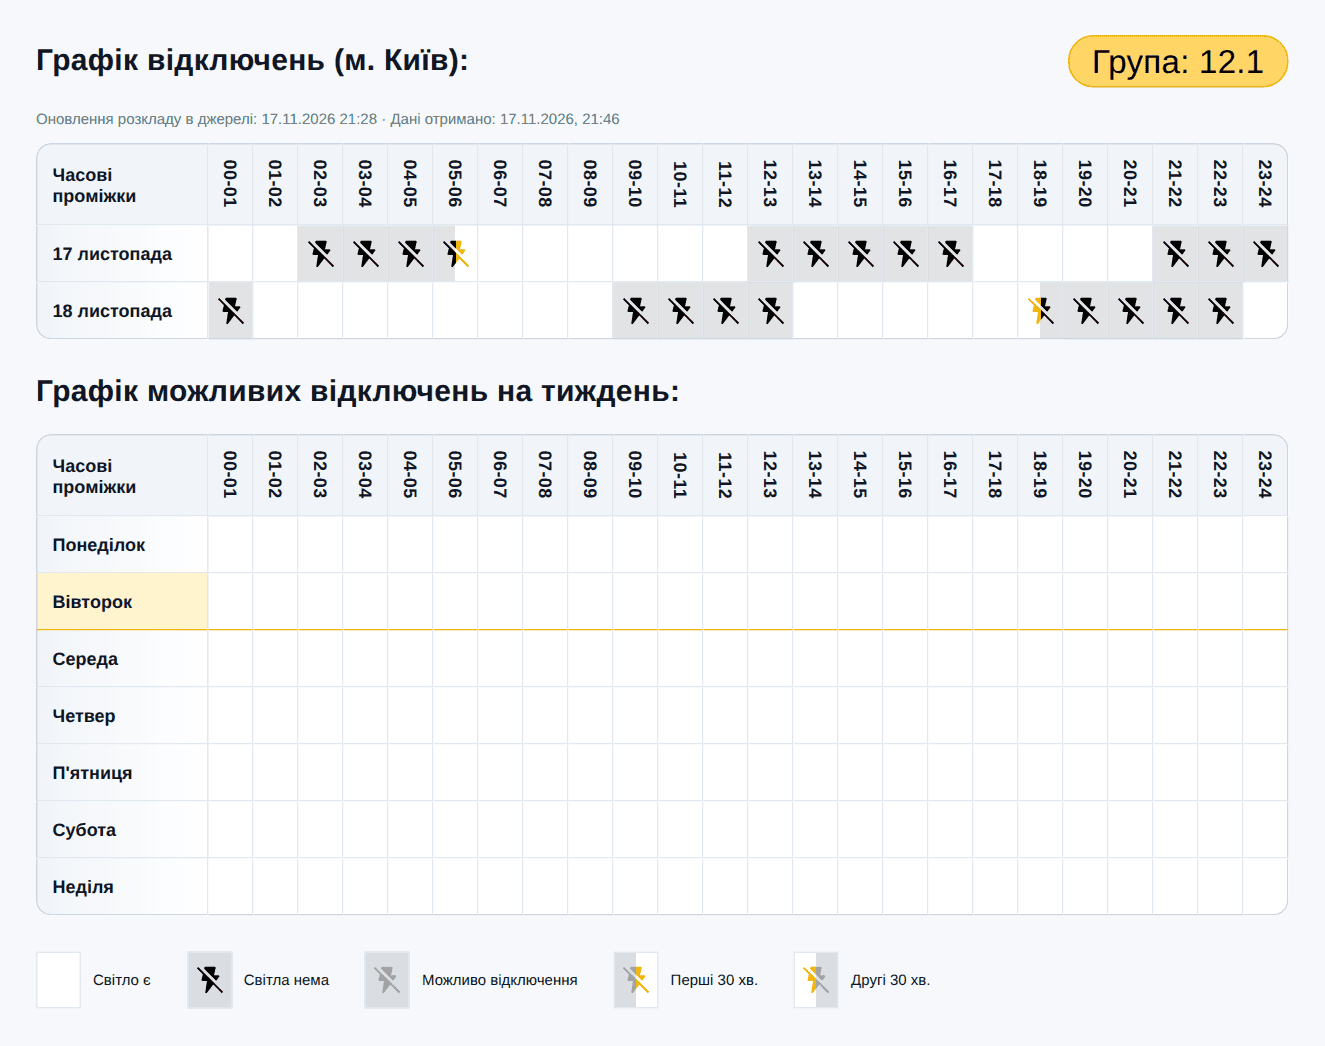 Графік відключень (м. Київ):
Група: 12.1
Оновлення розкладу в джерелі: 17.11.2026 21:28 · Дані отримано: 17.11.2026, 21:46
Часові проміжки 00-01 01-02 02-03 03-04 04-05 05-06 06-07 07-08 08-09 09-10 10-11 11-12 12-13 13-14 14-15 15-16 16-17 17-18 18-19 19-20 20-21 21-22 22-23 23-24
17 листопада
18 листопада
Графік можливих відключень на тиждень:
Часові проміжки 00-01 01-02 02-03 03-04 04-05 05-06 06-07 07-08 08-09 09-10 10-11 11-12 12-13 13-14 14-15 15-16 16-17 17-18 18-19 19-20 20-21 21-22 22-23 23-24
Понеділок
Вівторок
Середа
Четвер
П'ятниця
Субота
Неділя
Світло є Світла нема Можливо відключення Перші 30 хв. Другі 30 хв.